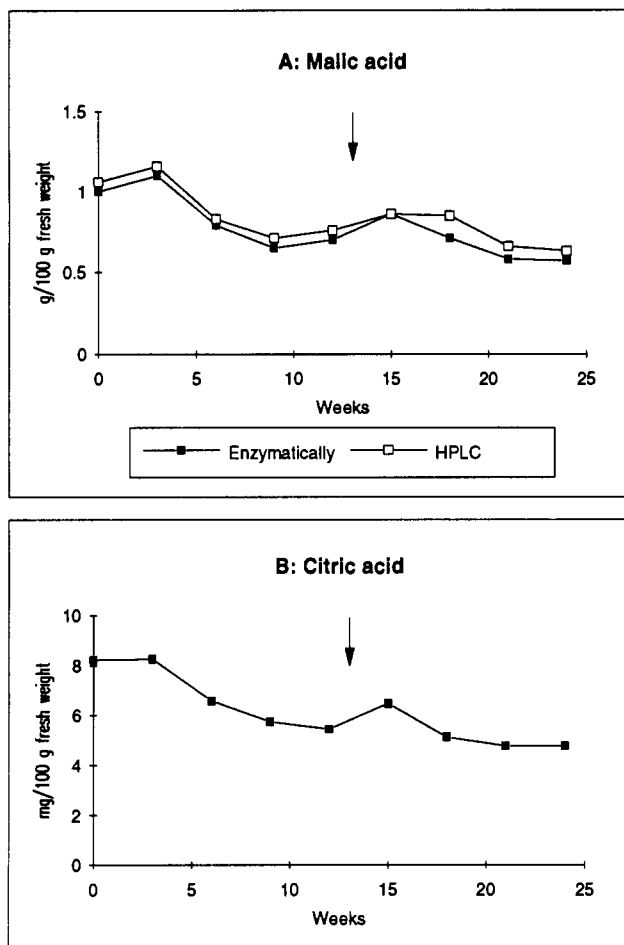 A: Malic acid
1.5
1
0.5
0
g/100 g fresh weight
0 5 10 15 20 25
Weeks
Enzymatically HPLC
B: Citric acid
10
8
6
4
2
0
mg/100 g fresh weight
0 5 10 15 20 25
Weeks